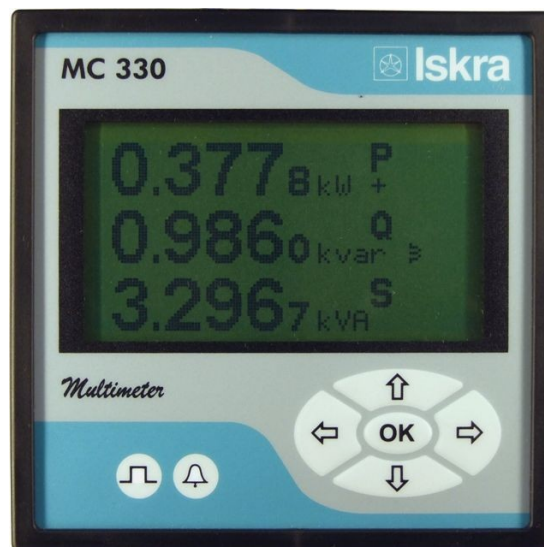 MC 330 Iskra
0.3778 kW P +
0.9860 kvar Q
3.2967 kVA S
Multimeter
OK